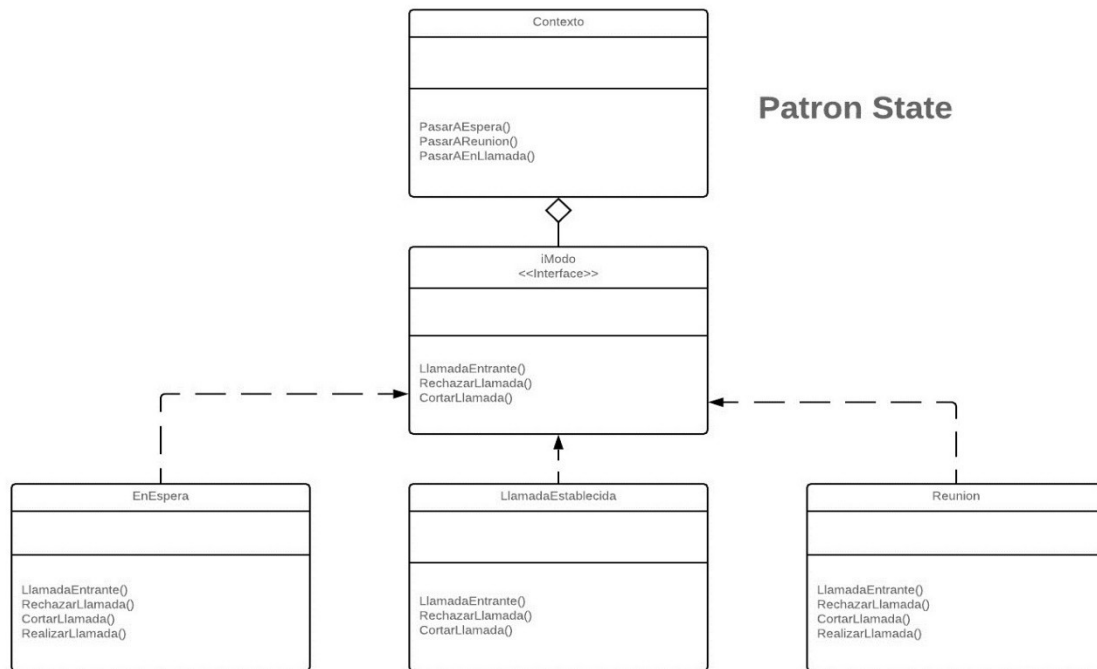 Contexto
Patron State
PasarAEspera()
PasarAReunion()
PasarAEnLlamada()
iModo
<<Interface>>
LlamadaEntrante()
RechazarLlamada()
CortarLlamada()
EnEspera
LlamadaEntrante()
RechazarLlamada()
CortarLlamada()
RealizarLlamada()
LlamadaEstablecida
LlamadaEntrante()
RechazarLlamada()
CortarLlamada()
Reunion
LlamadaEntrante()
RechazarLlamada()
CortarLlamada()
RealizarLlamada()